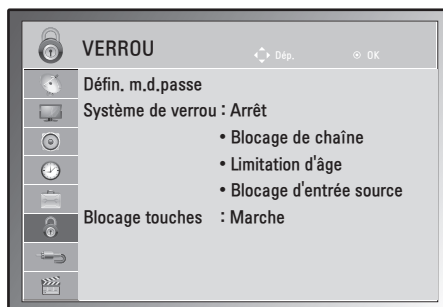 VERROU
Dép.
OK
Défin. m.d.passe
Système de verrou : Arrêt
• Blocage de chaîne
• Limitation d'âge
• Blocage d'entrée source
Blocage touches : Marche